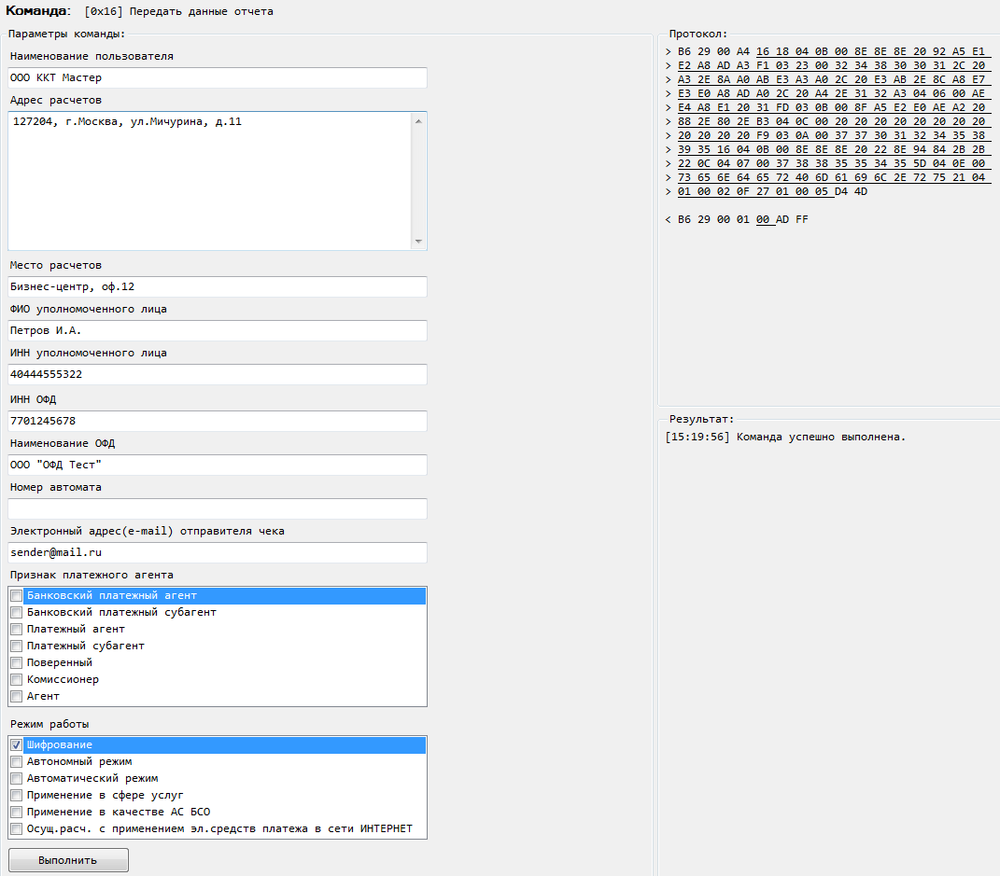 Команда: [0x16] Передать данные отчета
Параметры команды:
Наименование пользователя
ООО ККТ Мастер
Адрес расчетов
127204, г.Москва, ул.Мичурина, д.11
Место расчетов
Бизнес-центр, оф.12
ФИО уполномоченного лица
Петров И.А.
ИНН уполномоченного лица
40444555322
ИНН ОФД
7701245678
Наименование ОФД
ООО "ОФД Тест"
Номер автомата
Электронный адрес(e-mail) отправителя чека
sender@mail.ru
Признак платежного агента
Банковский платежный агент
Банковский платежный субагент
Платежный агент
Платежный субагент
Поверенный
Комиссионер
Агент
Режим работы
Шифрование
Автономный режим
Автоматический режим
Применение в сфере услуг
Применение в качестве АС БСО
Осущ.расч. с применением эл.средств платежа в сети ИНТЕРНЕТ
Выполнить
Протокол:
> B6 29 00 A4 16 18 04 0B 00 8E 8E 8E 20 92 A5 E1
> E2 A8 AD A3 F1 03 23 00 32 34 38 30 30 31 2C 20
> A3 2E 8A A0 AB E3 A3 A0 2C 20 E3 AB 2E 8C A8 E7
> E3 E0 A8 AD A0 2C 20 A4 2E 31 32 A3 04 06 00 AE
> E4 A8 E1 20 31 FD 03 0B 00 8F A5 E2 E0 AE A2 20
> 88 2E 80 2E B3 04 0C 00 20 20 20 20 20 20 20 20
> 20 20 20 20 F9 03 0A 00 37 37 30 31 32 34 35 38
> 39 35 16 04 0B 00 8E 8E 8E 20 22 8E 94 84 2B 2B
> 22 0C 04 07 00 37 38 38 35 35 34 35 5D 04 0E 00
> 73 65 6E 64 65 72 40 6D 61 69 6C 2E 72 75 21 04
> 01 00 02 0F 27 01 00 05 D4 4D
< B6 29 00 01 00 AD FF
Результат:
[15:19:56] Команда успешно выполнена.